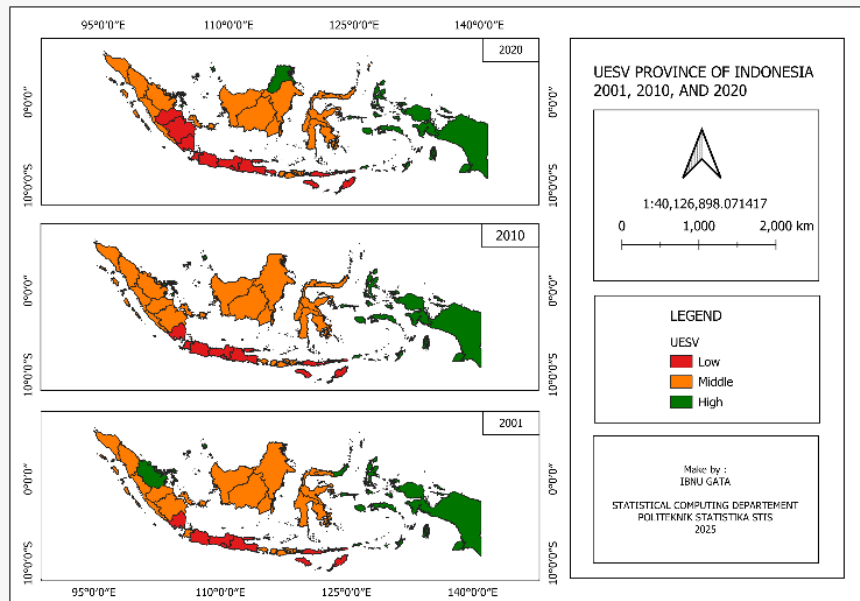 95°0'0"E 110°0'0"E 125°0'0"E 140°0'0"E
2020
0°0'0"
0°0'0"
10°0'0"S
10°0'0"S
2010
0°0'0"
0°0'0"
10°0'0"S
10°0'0"S
2001
0°0'0"
0°0'0"
10°0'0"S
10°0'0"S
95°0'0"E 110°0'0"E 125°0'0"E 140°0'0"E
UESV PROVINCE OF INDONESIA
2001, 2010, AND 2020
1:40,126,898.071417
0 1,000 2,000 km
LEGEND
UESV
Low
Middle
High
Make by :
IBNU GATA
STATISTICAL COMPUTING DEPARTEMENT
POLITEKNIK STATISTIKA STIS
2025